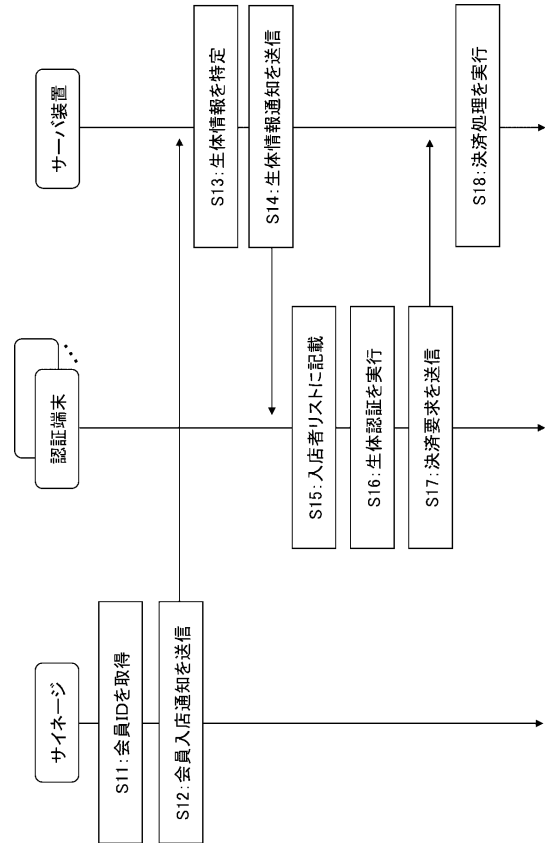 サイネージ
認証端末
サーバ装置
S11:会員IDを取得
S12:会員入店通知を送信
S13:生体情報を特定
S14:生体情報通知を送信
S15:入店者リストに記載
S16:生体認証を実行
S17:決済要求を送信
S18:決済処理を実行